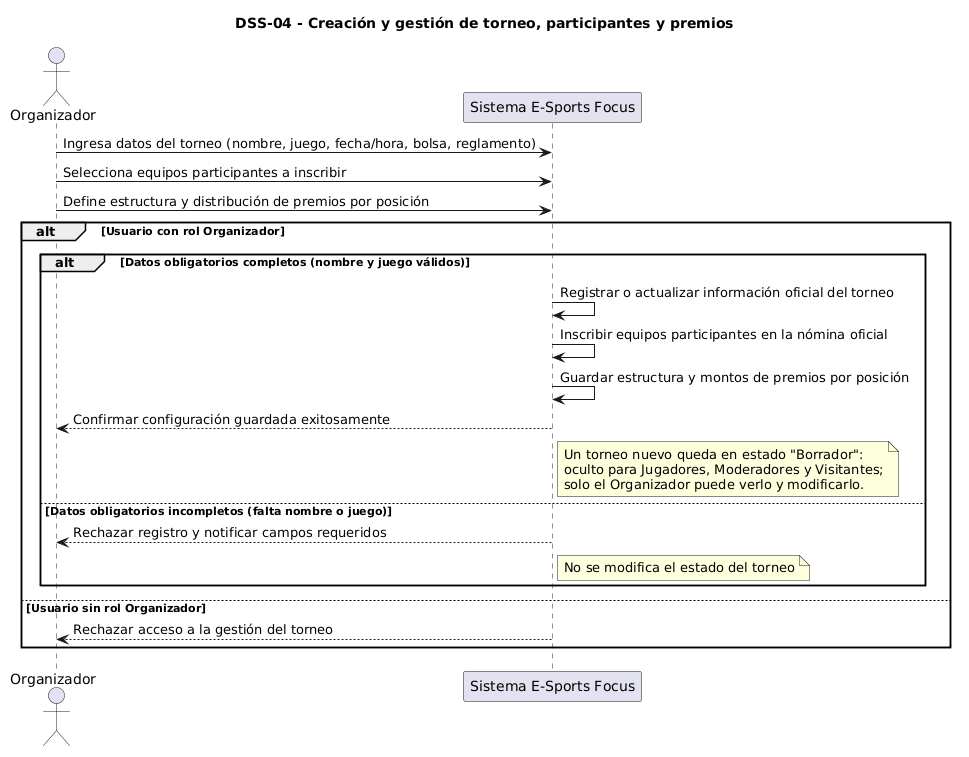 DSS-04 - Creación y gestión de torneo, participantes y premios
Organizador
Sistema E-Sports Focus
Ingresa datos del torneo (nombre, juego, fecha/hora, bolsa, reglamento)
Selecciona equipos participantes a inscribir
Define estructura y distribución de premios por posición
alt [Usuario con rol Organizador]
alt [Datos obligatorios completos (nombre y juego válidos)]
Registrar o actualizar información oficial del torneo
Inscribir equipos participantes en la nómina oficial
Guardar estructura y montos de premios por posición
Confirmar configuración guardada exitosamente
Un torneo nuevo queda en estado "Borrador":
oculto para Jugadores, Moderadores y Visitantes;
solo el Organizador puede verlo y modificarlo.
[Datos obligatorios incompletos (falta nombre o juego)]
Rechazar registro y notificar campos requeridos
No se modifica el estado del torneo
[Usuario sin rol Organizador]
Rechazar acceso a la gestión del torneo
Organizador
Sistema E-Sports Focus